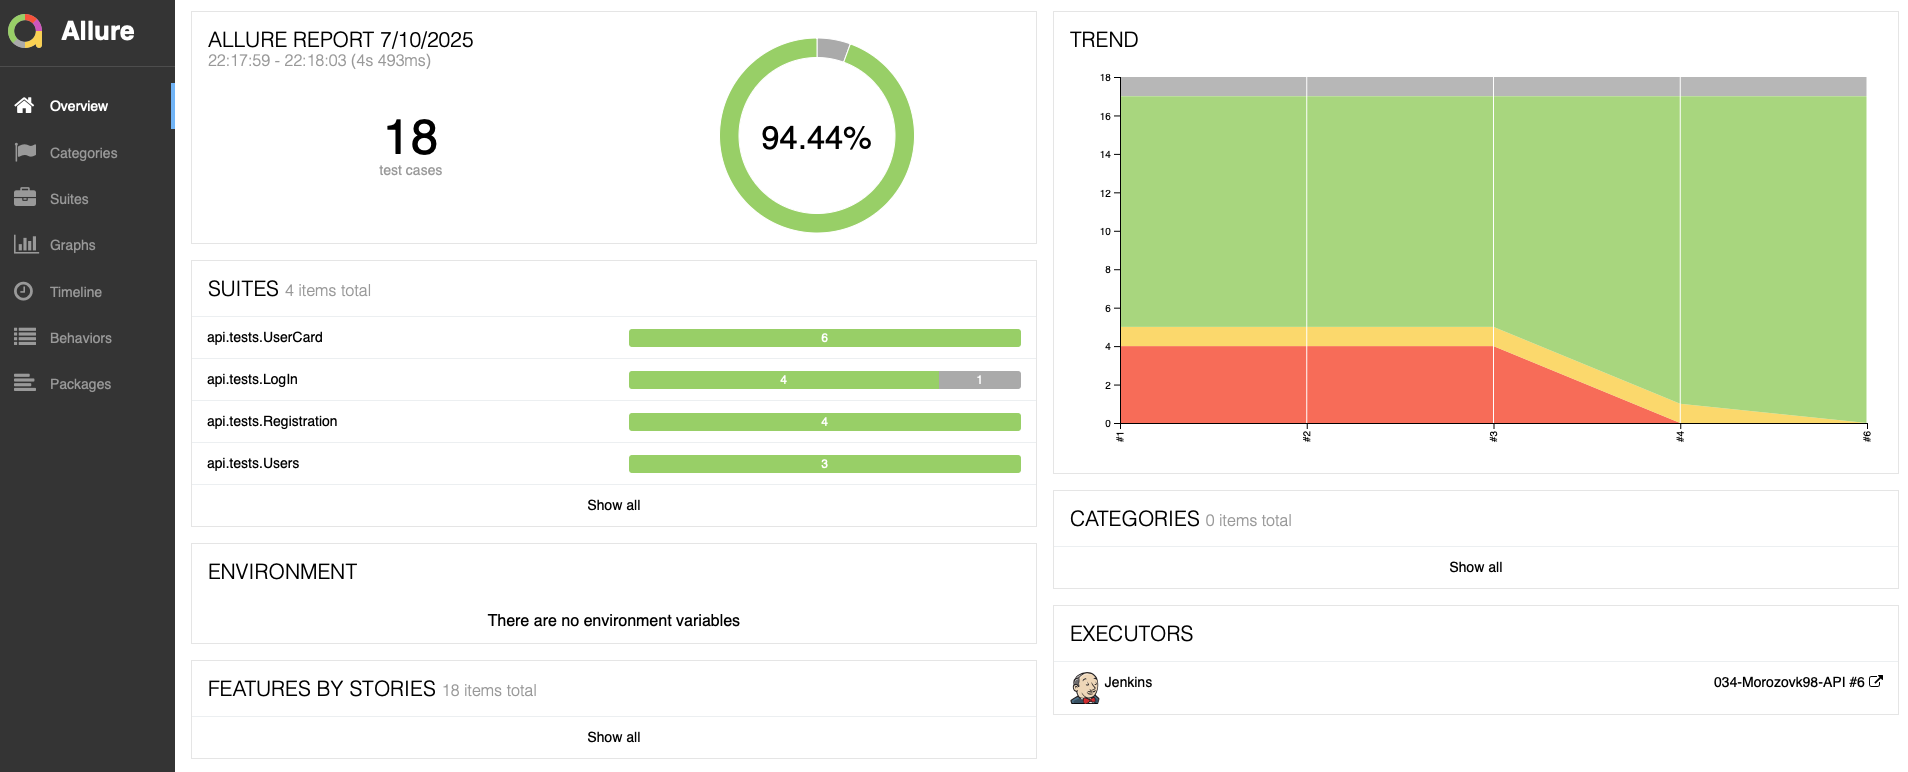 Allure
Overview
Categories
Suites
Graphs
Timeline
Behaviors
Packages
ALLURE REPORT 7/10/2025
22:17:59 - 22:18:03 (4s 493ms)
18
test cases
94.44%
SUITES 4 items total
api.tests.UserCard 6
api.tests.LogIn 4 1
api.tests.Registration 4
api.tests.Users 3
Show all
ENVIRONMENT
There are no environment variables
FEATURES BY STORIES 18 items total
Show all
TREND
18
16
14
12
10
8
6
4
2
0
#1 #2 #3 #4 #6
CATEGORIES 0 items total
Show all
EXECUTORS
Jenkins 034-Morozovk98-API #6